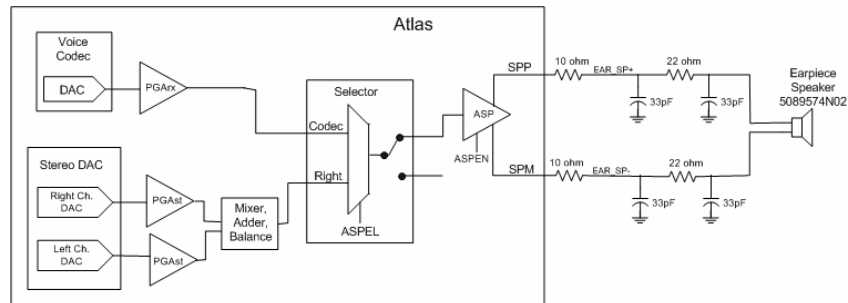 Atlas
Voice
Codec
DAC
PGArx
Selector
Codec
Right
ASPEL
ASP
ASPEN
SPP
SPM
10 ohm
EAR_SP+
22 ohm
33pF
33pF
Earpiece
Speaker
5089574N02
10 ohm
EAR_SP-
22 ohm
33pF
33pF
Stereo DAC
Right Ch.
DAC
PGAst
Left Ch.
DAC
PGAst
Mixer,
Adder,
Balance